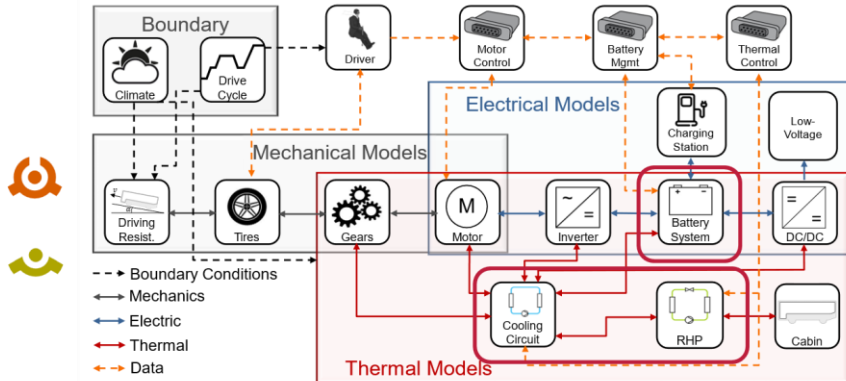 Boundary
Climate
Drive
Cycle
Driver
Motor
Control
Battery
Mgmt
Thermal
Control
Electrical Models
Charging
Station
Low-
Voltage
Mechanical Models
Driving
Resist.
Tires
Gears
M
Motor
Inverter
Battery
System
DC/DC
Boundary Conditions
Mechanics
Electric
Thermal
Data
Cooling
Circuit
RHP
Cabin
Thermal Models